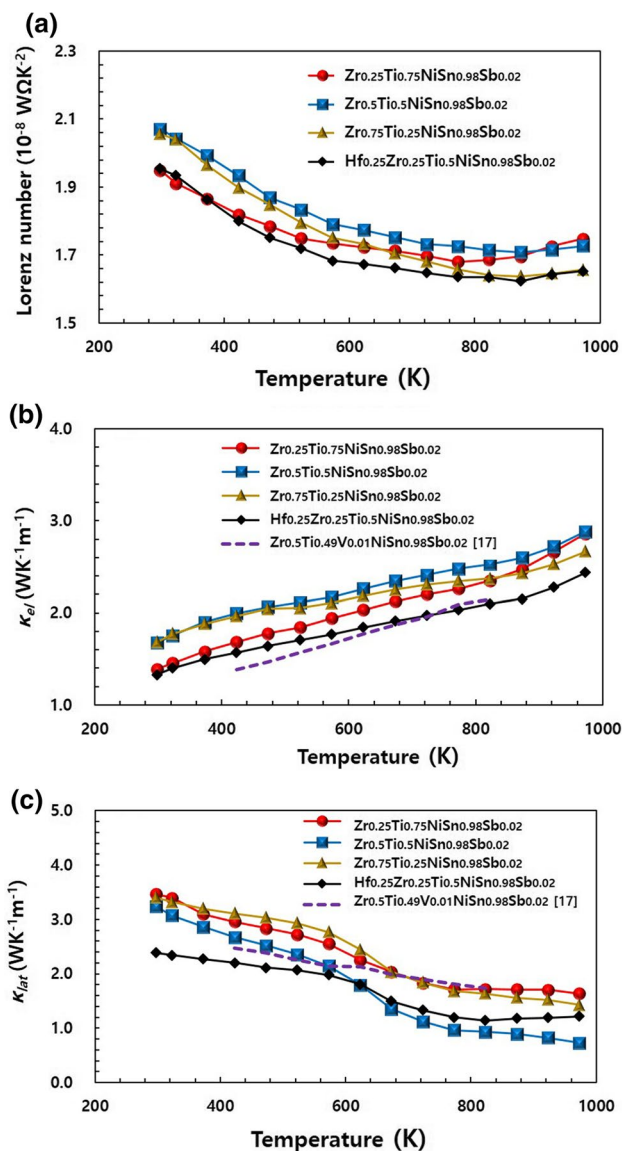 (a)
2.3
2.1
1.9
1.7
1.5
Lorenz number (10-8 WΩK-2)
Zr0.25Ti0.75NiSn0.98Sb0.02
Zr0.5Ti0.5NiSn0.98Sb0.02
Zr0.75Ti0.25NiSn0.98Sb0.02
Hf0.25Zr0.25Ti0.5NiSn0.98Sb0.02
200 400 600 800 1000
Temperature (K)
(b)
4.0
3.0
2.0
1.0
κel (WK-1m-1)
Zr0.25Ti0.75NiSn0.98Sb0.02
Zr0.5Ti0.5NiSn0.98Sb0.02
Zr0.75Ti0.25NiSn0.98Sb0.02
Hf0.25Zr0.25Ti0.5NiSn0.98Sb0.02
Zr0.5Ti0.49V0.01NiSn0.98Sb0.02 [17]
200 400 600 800 1000
Temperature (K)
(c)
5.0
4.0
3.0
2.0
1.0
0.0
κlat (WK-1m-1)
Zr0.25Ti0.75NiSn0.98Sb0.02
Zr0.5Ti0.5NiSn0.98Sb0.02
Zr0.75Ti0.25NiSn0.98Sb0.02
Hf0.25Zr0.25Ti0.5NiSn0.98Sb0.02
Zr0.5Ti0.49V0.01NiSn0.98Sb0.02 [17]
200 400 600 800 1000
Temperature (K)